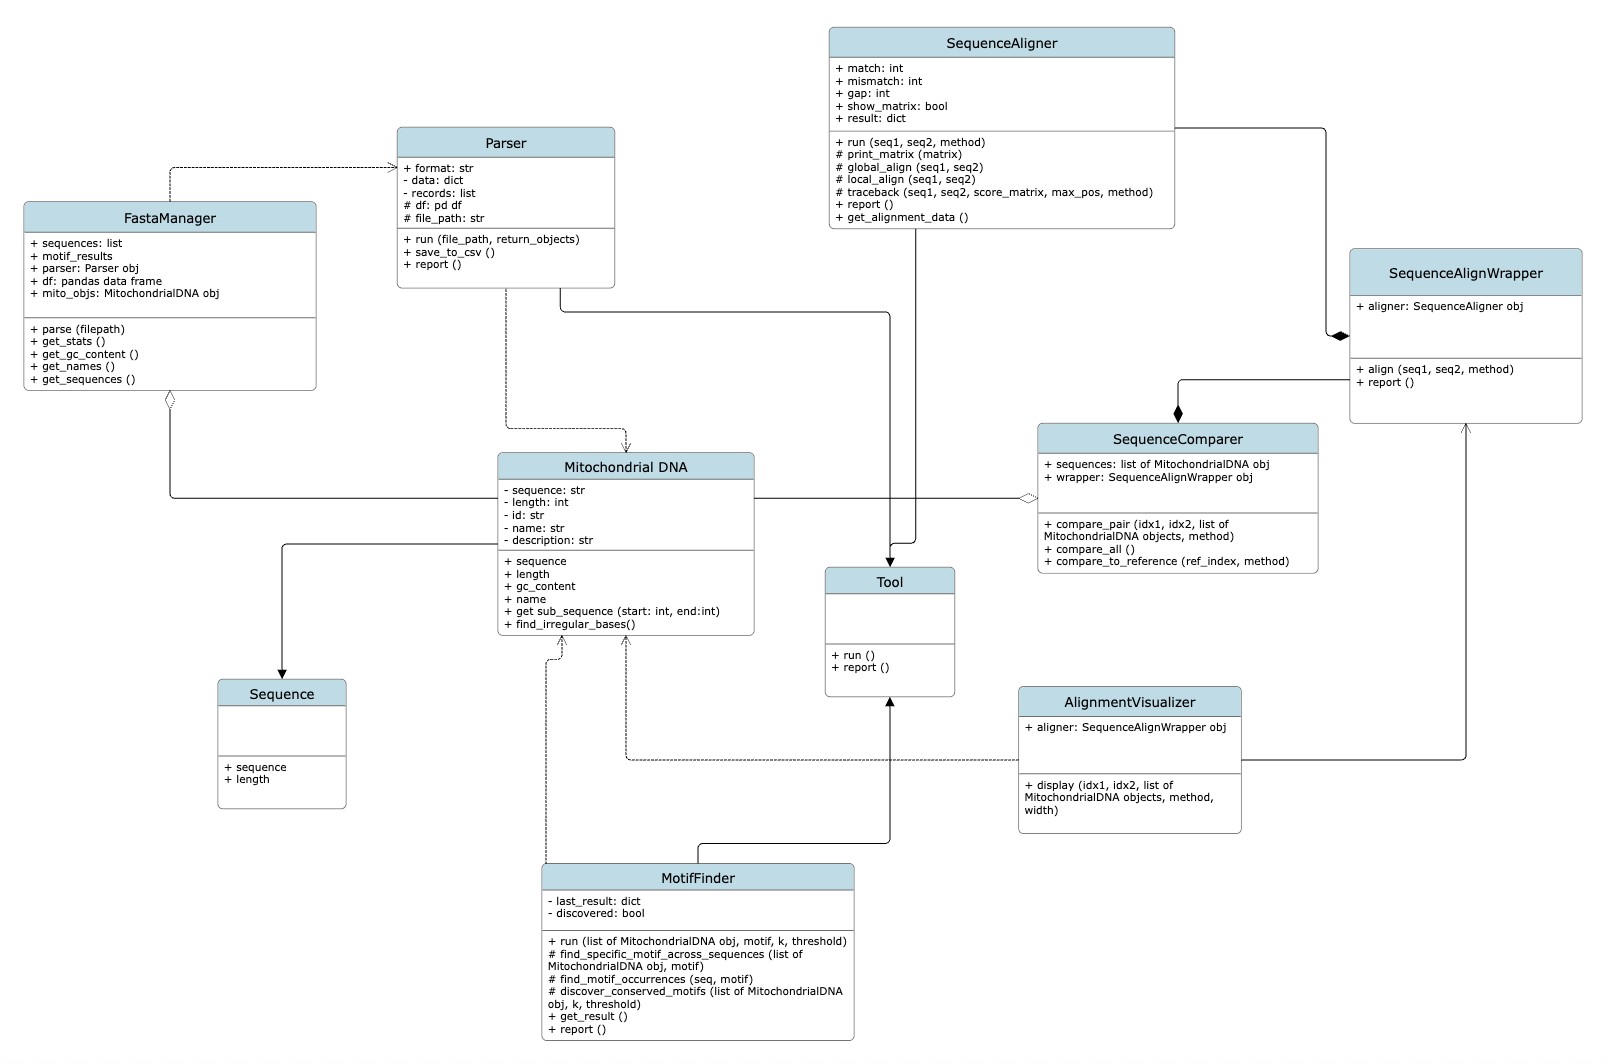 SequenceAligner
+ match: int
+ mismatch: int
+ gap: int
+ show_matrix: bool
+ result: dict
+ run (seq1, seq2, method)
# print_matrix (matrix)
# global_align (seq1, seq2)
# local_align (seq1, seq2)
# traceback (seq1, seq2, score_matrix, max_pos, method)
+ report ()
+ get_alignment_data ()
Parser
+ format: str
- data: dict
- records: list
# df: pd df
# file_path: str
+ run (file_path, return_objects)
+ save_to_csv ()
+ report ()
FastaManager
+ sequences: list
+ motif_results
+ parser: Parser obj
+ df: pandas data frame
+ mito_objs: MitochondrialDNA obj
+ parse (filepath)
+ get_stats ()
+ get_gc_content ()
+ get_names ()
+ get_sequences ()
SequenceAlignWrapper
+ aligner: SequenceAligner obj
+ align (seq1, seq2, method)
+ report ()
SequenceComparer
+ sequences: list of MitochondrialDNA obj
+ wrapper: SequenceAlignWrapper obj
+ compare_pair (idx1, idx2, list of
MitochondrialDNA objects, method)
+ compare_all ()
+ compare_to_reference (ref_index, method)
Mitochondrial DNA
- sequence: str
- length: int
- id: str
- name: str
- description: str
+ sequence
+ length
+ gc_content
+ name
+ get sub_sequence (start: int, end:int)
+ find_irregular_bases()
Tool
+ run ()
+ report ()
Sequence
+ sequence
+ length
AlignmentVisualizer
+ aligner: SequenceAlignWrapper obj
+ display (idx1, idx2, list of
MitochondrialDNA objects, method,
width)
MotifFinder
- last_result: dict
- discovered: bool
+ run (list of MitochondrialDNA obj, motif, k, threshold)
# find_specific_motif_across_sequences (list of
MitochondrialDNA obj, motif)
# find_motif_occurrences (seq, motif)
# discover_conserved_motifs (list of MitochondrialDNA
obj, k, threshold)
+ get_result ()
+ report ()